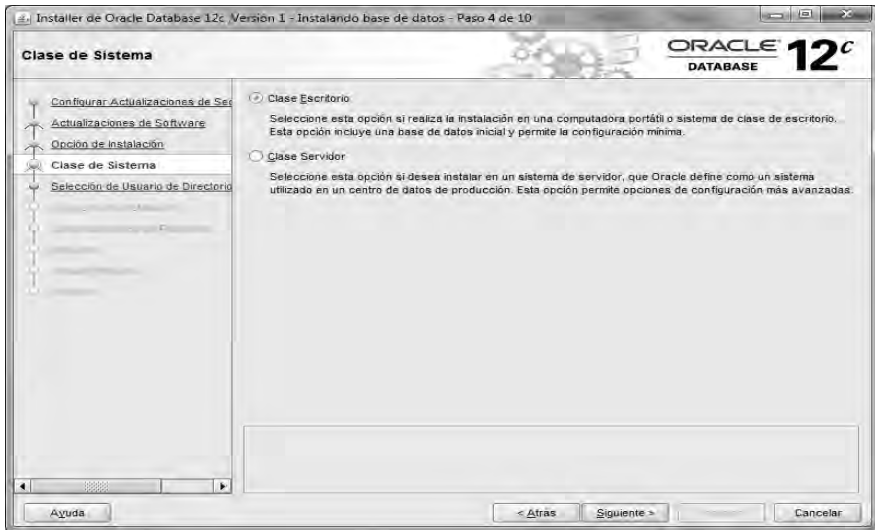 Installer de Oracle Database 12c Versión 1 - Instalando base de datos - Paso 4 de 10
Clase de Sistema
ORACLE
DATABASE
12c
Configurar Actualizaciones de Seg
Actualizaciones de Software
Opción de Instalación
Clase de Sistema
Selección de Usuario de Directorio
Clase Escritorio
Seleccione esta opción si realiza la instalación en una computadora portátil o sistema de clase de escritorio.
Esta opción incluye una base de datos inicial y permite la configuración mínima.
Clase Servidor
Seleccione esta opción si desea instalar en un sistema de servidor, que Oracle define como un sistema
utilizado en un centro de datos de producción. Esta opción permite opciones de configuración más avanzadas.
Ayuda
< Atrás
Siguiente >
Cancelar